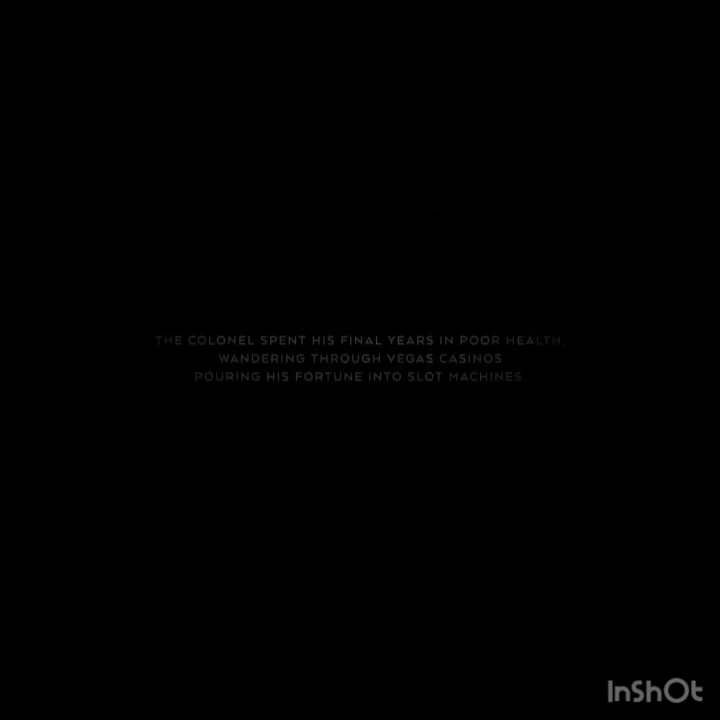 THE COLONEL SPENT HIS FINAL YEARS IN POOR HEALTH,
WANDERING THROUGH VEGAS CASINOS
POURING HIS FORTUNE INTO SLOT MACHINES.
InShOt